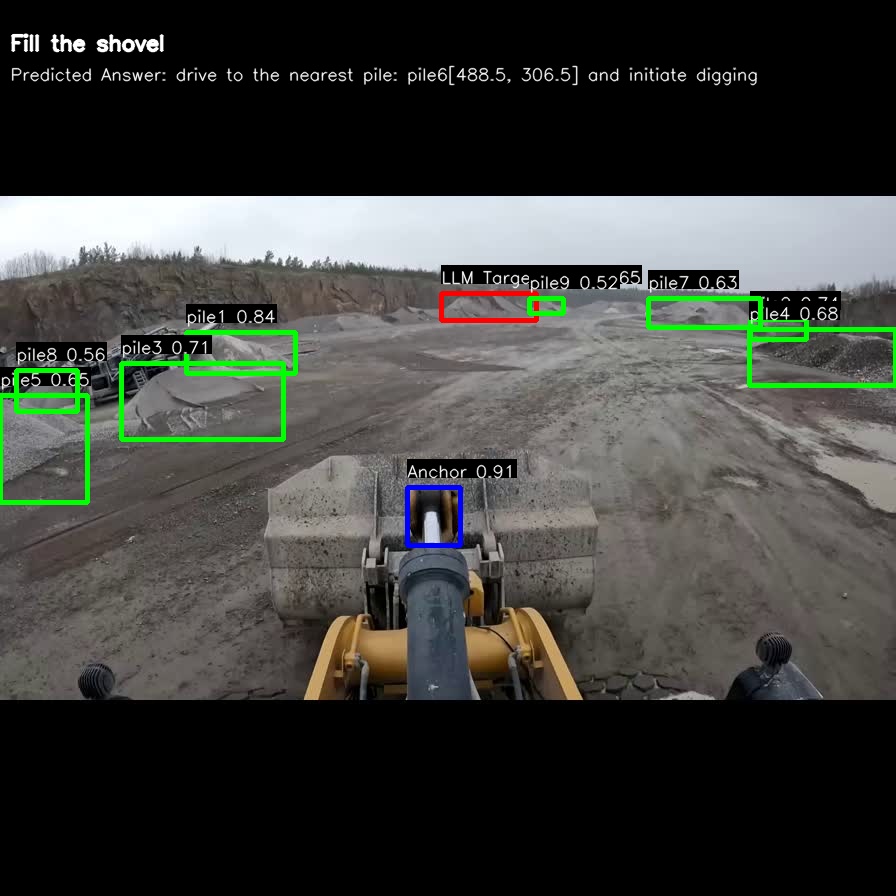 Fill the shovel
Predicted Answer: drive to the nearest pile: pile6[488.5, 306.5] and initiate digging
LLM Targe
pile9 0.52
65
pile7 0.63
pile4 0.68
pile1 0.84
pile3 0.71
pile8 0.56
0.65
Anchor 0.91